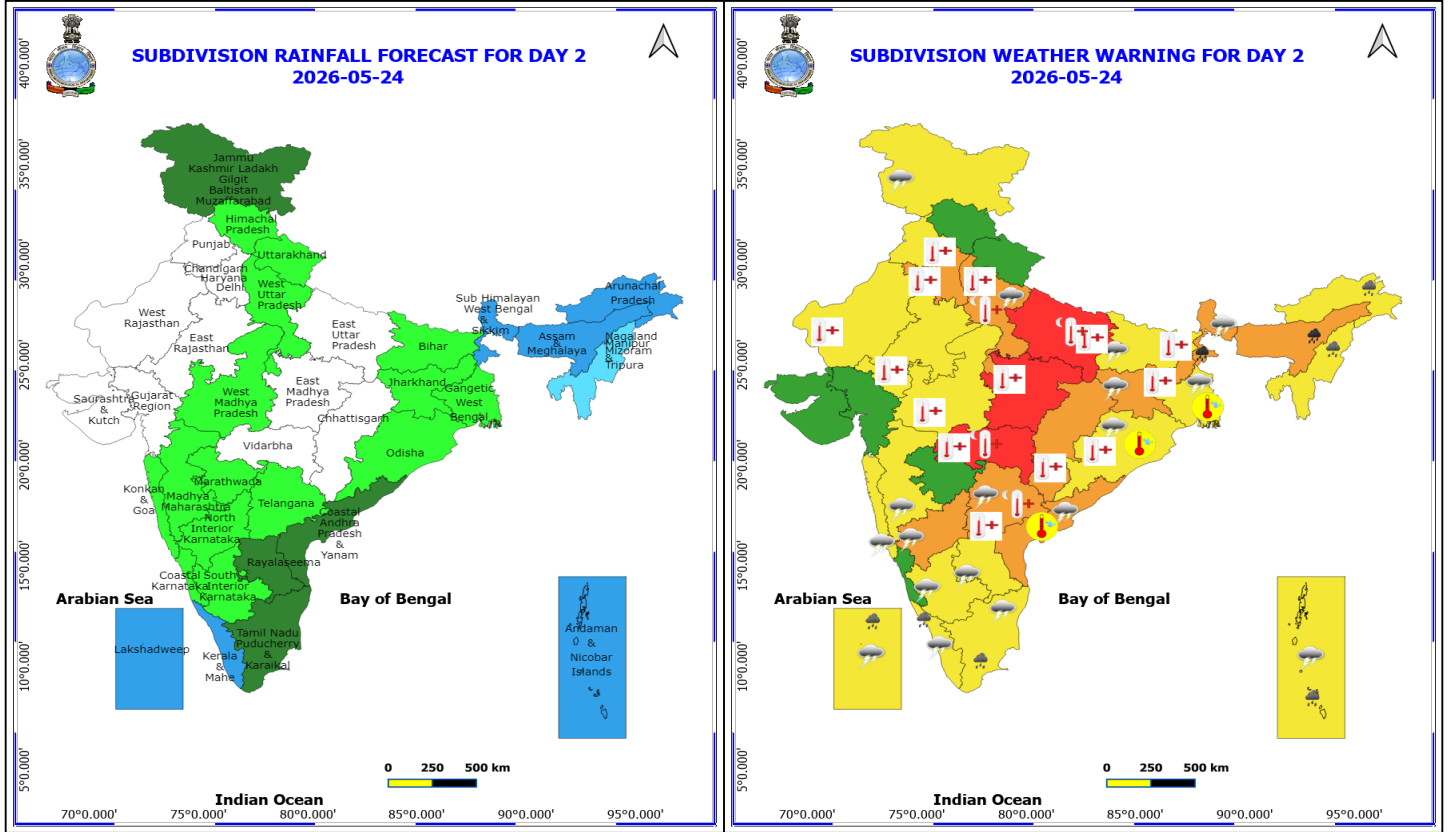 SUBDIVISION RAINFALL FORECAST FOR DAY 2
2026-05-24
40°0.000'
35°0.000'
30°0.000'
25°0.000'
20°0.000'
15°0.000'
10°0.000'
5°0.000'
Jammu
Kashmir Ladakh
Gilgit
Baltistan
Muzaffarabad
Himachal
Pradesh
Punjab
Uttarakhand
Chandigarh
Haryana
Delhi
West
Uttar
Pradesh
West
Rajasthan
East
Rajasthan
East
Uttar
Pradesh
Sub Himalayan
West Bengal
&
Sikkim
Arunachal
Pradesh
Assam
&
Meghalaya
Nagaland
Manipur
Mizoram
&
Tripura
Bihar
Jharkhand
Gangetic
West
Bengal
Saurashtra
&
Kutch
Gujarat
Region
West
Madhya
Pradesh
East
Madhya
Pradesh
Chhattisgarh
Vidarbha
Odisha
Konkan
&
Goa
Madhya
Maharashtra
Marathwada
Telangana
North
Interior
Karnataka
Coastal
Andhra
Pradesh
&
Yanam
Rayalaseema
Coastal
Karnataka
South
Interior
Karnataka
Tamil Nadu
Puducherry
&
Karaikal
Kerala
&
Mahe
Lakshadweep
Andaman
&
Nicobar
Islands
Arabian Sea
Bay of Bengal
0 250 500 km
Indian Ocean
70°0.000' 75°0.000' 80°0.000' 85°0.000' 90°0.000' 95°0.000'
SUBDIVISION WEATHER WARNING FOR DAY 2
2026-05-24
40°0.000'
35°0.000'
30°0.000'
25°0.000'
20°0.000'
15°0.000'
10°0.000'
5°0.000'
Arabian Sea
Bay of Bengal
0 250 500 km
Indian Ocean
70°0.000' 75°0.000' 80°0.000' 85°0.000' 90°0.000' 95°0.000'